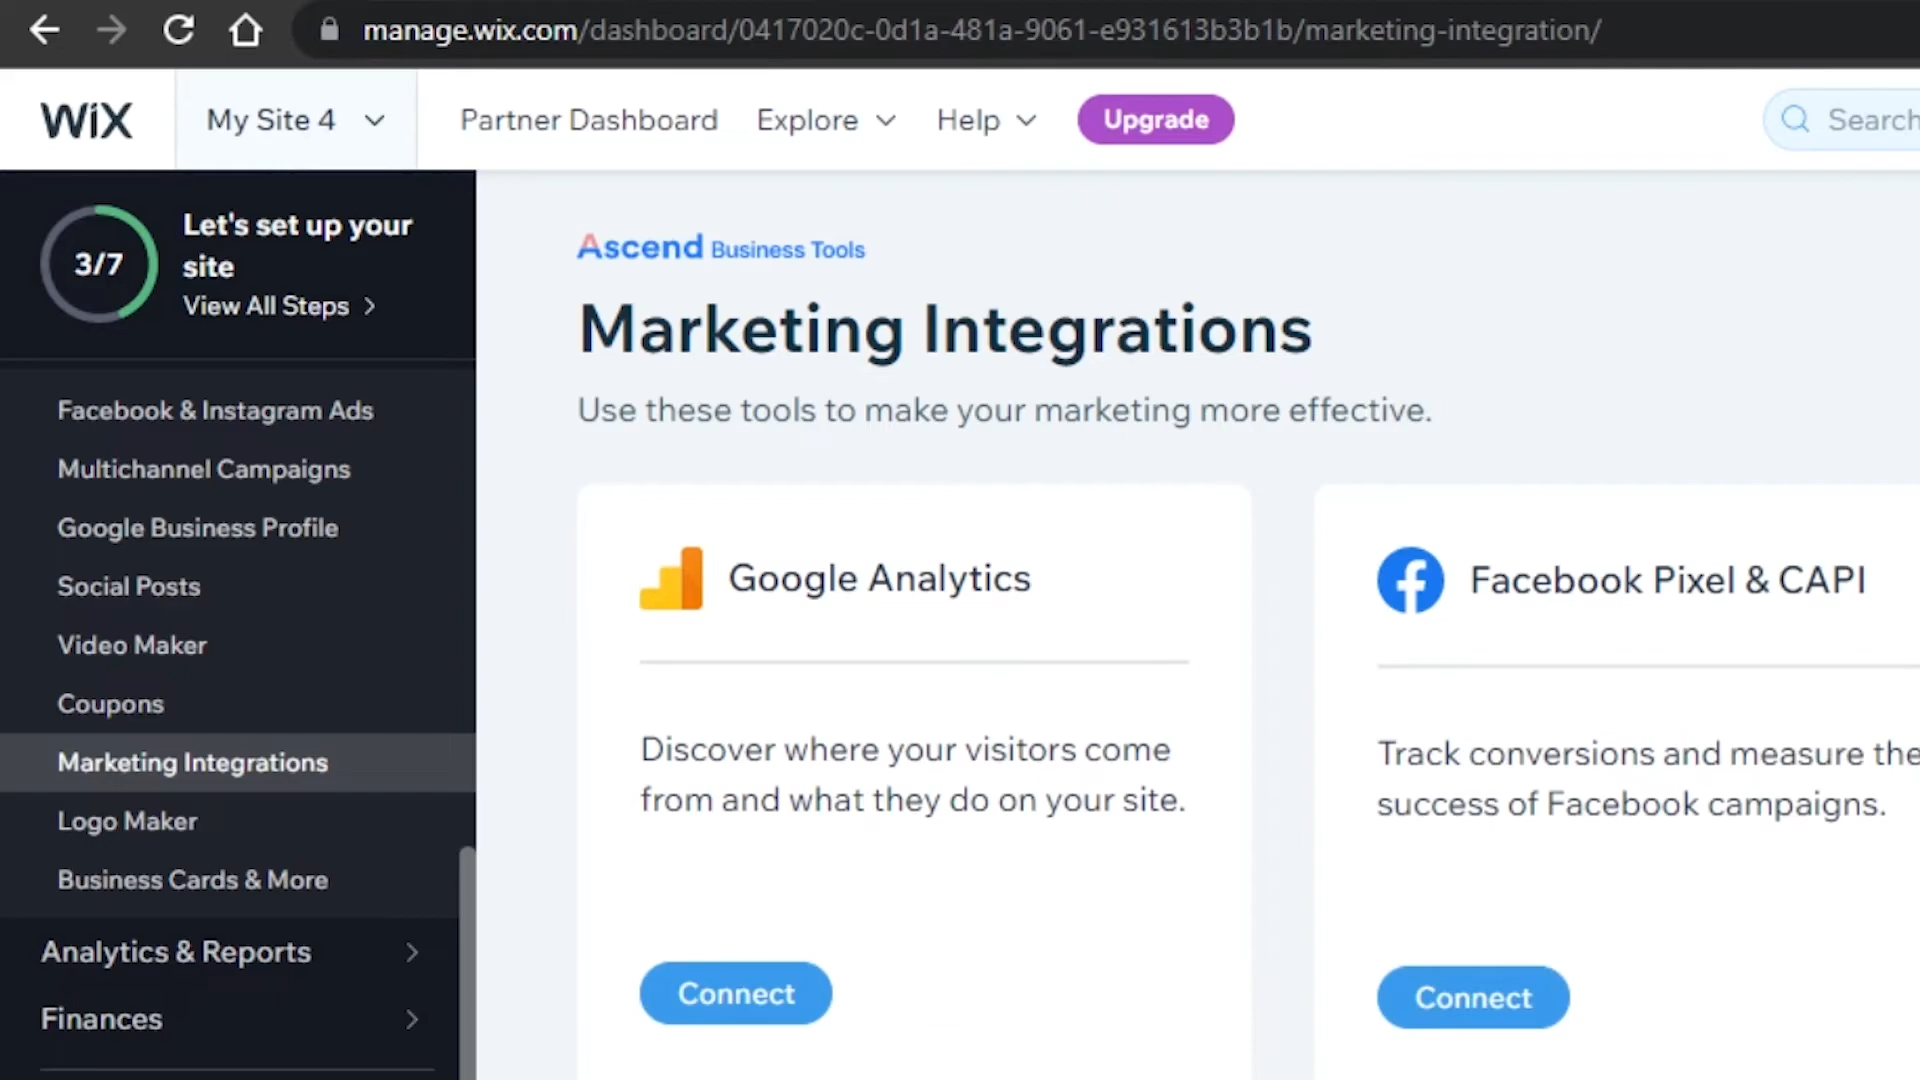 manage.wix.com/dashboard/0417020c-0d1a-481a-9061-e931613b3b1b/marketing-integration/
WiX
My Site 4
Partner Dashboard
Explore
Help
Upgrade
Search
3/7
Let's set up your
site
View All Steps
Facebook & Instagram Ads
Multichannel Campaigns
Google Business Profile
Social Posts
Video Maker
Coupons
Marketing Integrations
Logo Maker
Business Cards & More
Analytics & Reports
Finances
Ascend Business Tools
Marketing Integrations
Use these tools to make your marketing more effective.
Google Analytics
Discover where your visitors come
from and what they do on your site.
Connect
Facebook Pixel & CAPI
Track conversions and measure the
success of Facebook campaigns.
Connect